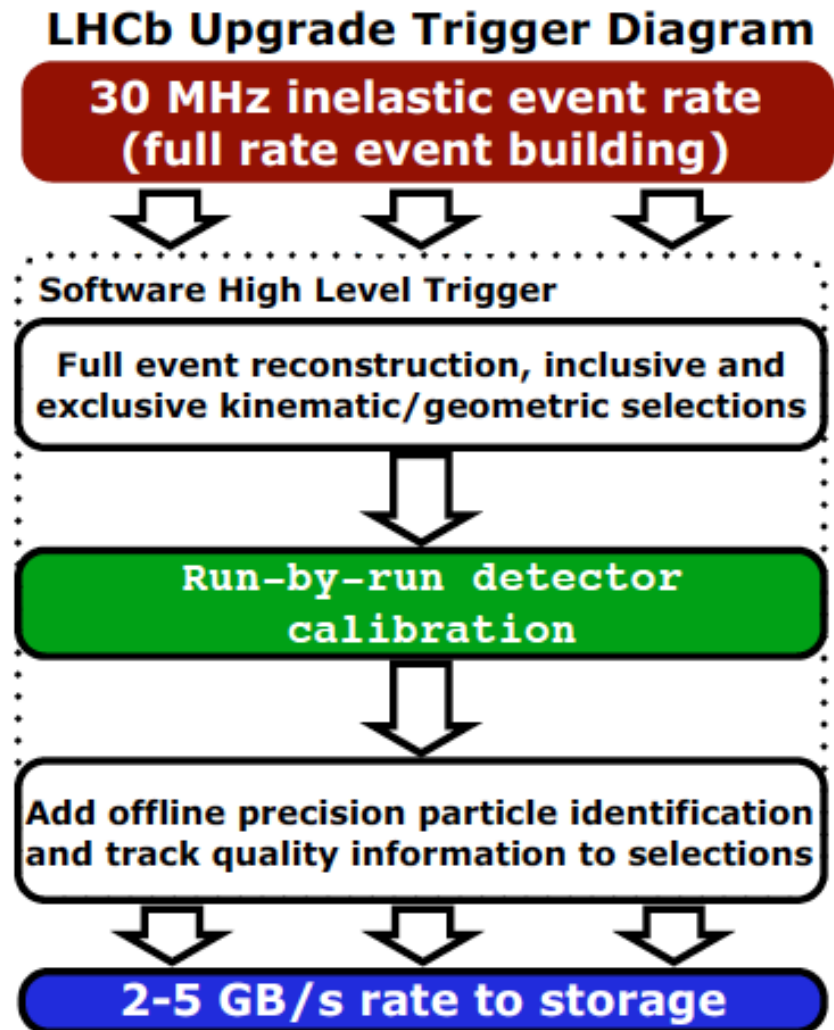 LHCb Upgrade Trigger Diagram
30 MHz inelastic event rate
(full rate event building)
Software High Level Trigger
Full event reconstruction, inclusive and
exclusive kinematic/geometric selections
Run-by-run detector
calibration
Add offline precision particle identification
and track quality information to selections
2-5 GB/s rate to storage